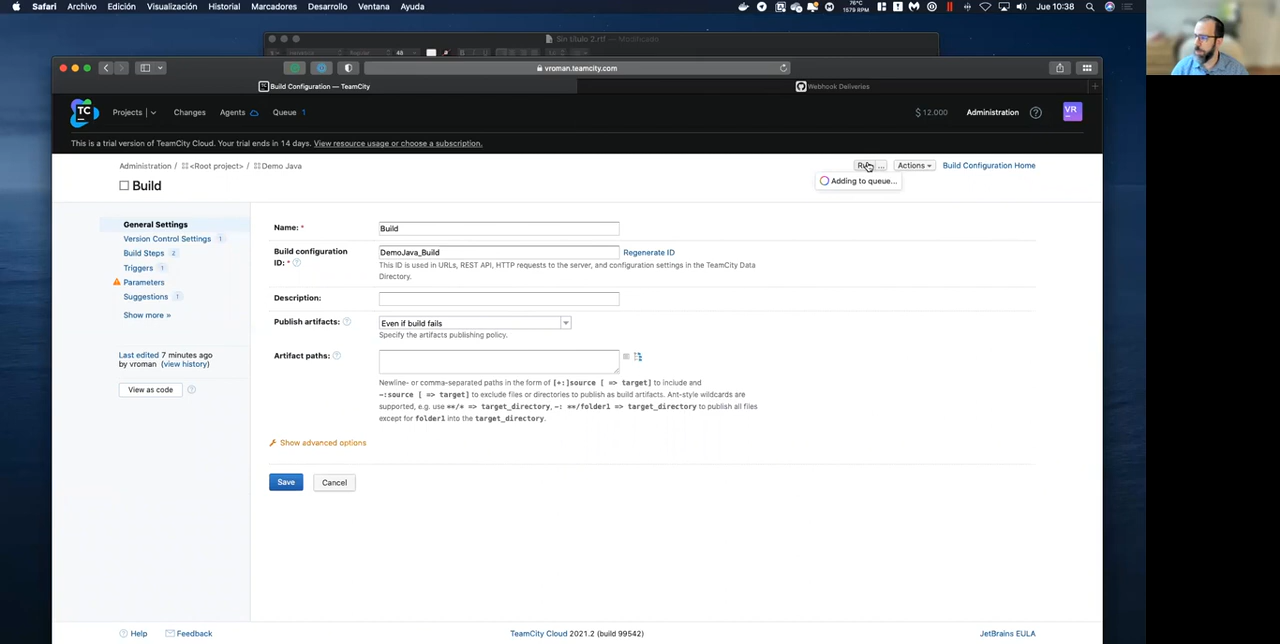 Safari Archivo Edición Visualización Historial Marcadores Desarrollo Ventana Ayuda
76°C
1579 RPM
Jue 10:38
Sin título 2.rtf — Modificado
vroman.teamcity.com
Build Configuration — TeamCity
Webhook Deliveries
TC
Projects
Changes
Agents
Queue 1
$ 12.000
Administration
VR
This is a trial version of TeamCity Cloud. Your trial ends in 14 days. View resource usage or choose a subscription.
Administration / <Root project> / Demo Java
...
Actions
Build Configuration Home
Adding to queue...
Build
General Settings
Version Control Settings 1
Build Steps 2
Triggers 1
Parameters
Suggestions 1
Show more »
Last edited 7 minutes ago
by vroman (view history)
View as code
Name: *
Build
Build configuration
ID: *
DemoJava_Build
Regenerate ID
This ID is used in URLs, REST API, HTTP requests to the server, and configuration settings in the TeamCity Data
Directory.
Description:
Publish artifacts:
Even if build fails
Specify the artifacts publishing policy.
Artifact paths:
Newline- or comma-separated paths in the form of [+:]source [ => target] to include and
-:source [ => target] to exclude files or directories to publish as build artifacts. Ant-style wildcards are
supported, e.g. use **/* => target_directory, -: **/folder1 => target_directory to publish all files
except for folder1 into the target_directory.
Show advanced options
Save
Cancel
Help
Feedback
TeamCity Cloud 2021.2 (build 99542)
JetBrains EULA